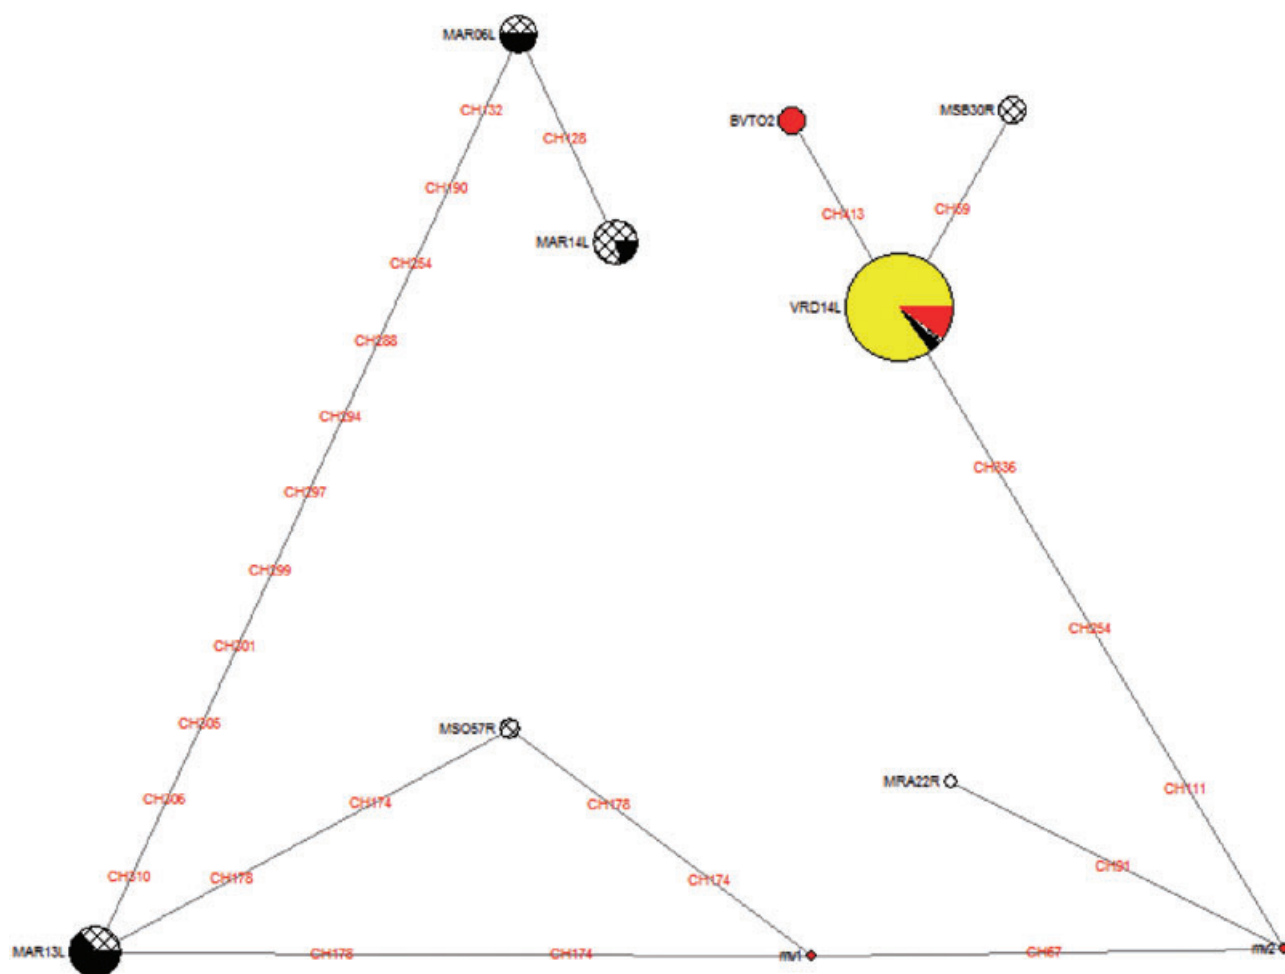 MAR06L
CH132
CH128
BVTO2
MSB30R
CH190
CH413
CH59
MAR14L
CH254
VRD14L
CH288
CH294
CH336
CH297
CH299
CH254
CH301
CH305
MSO57R
CH174
CH178
MRA22R
CH111
CH306
CH310
CH178
CH174
CH91
MAR13L
CH178
CH174
mv1
CH67
mv2